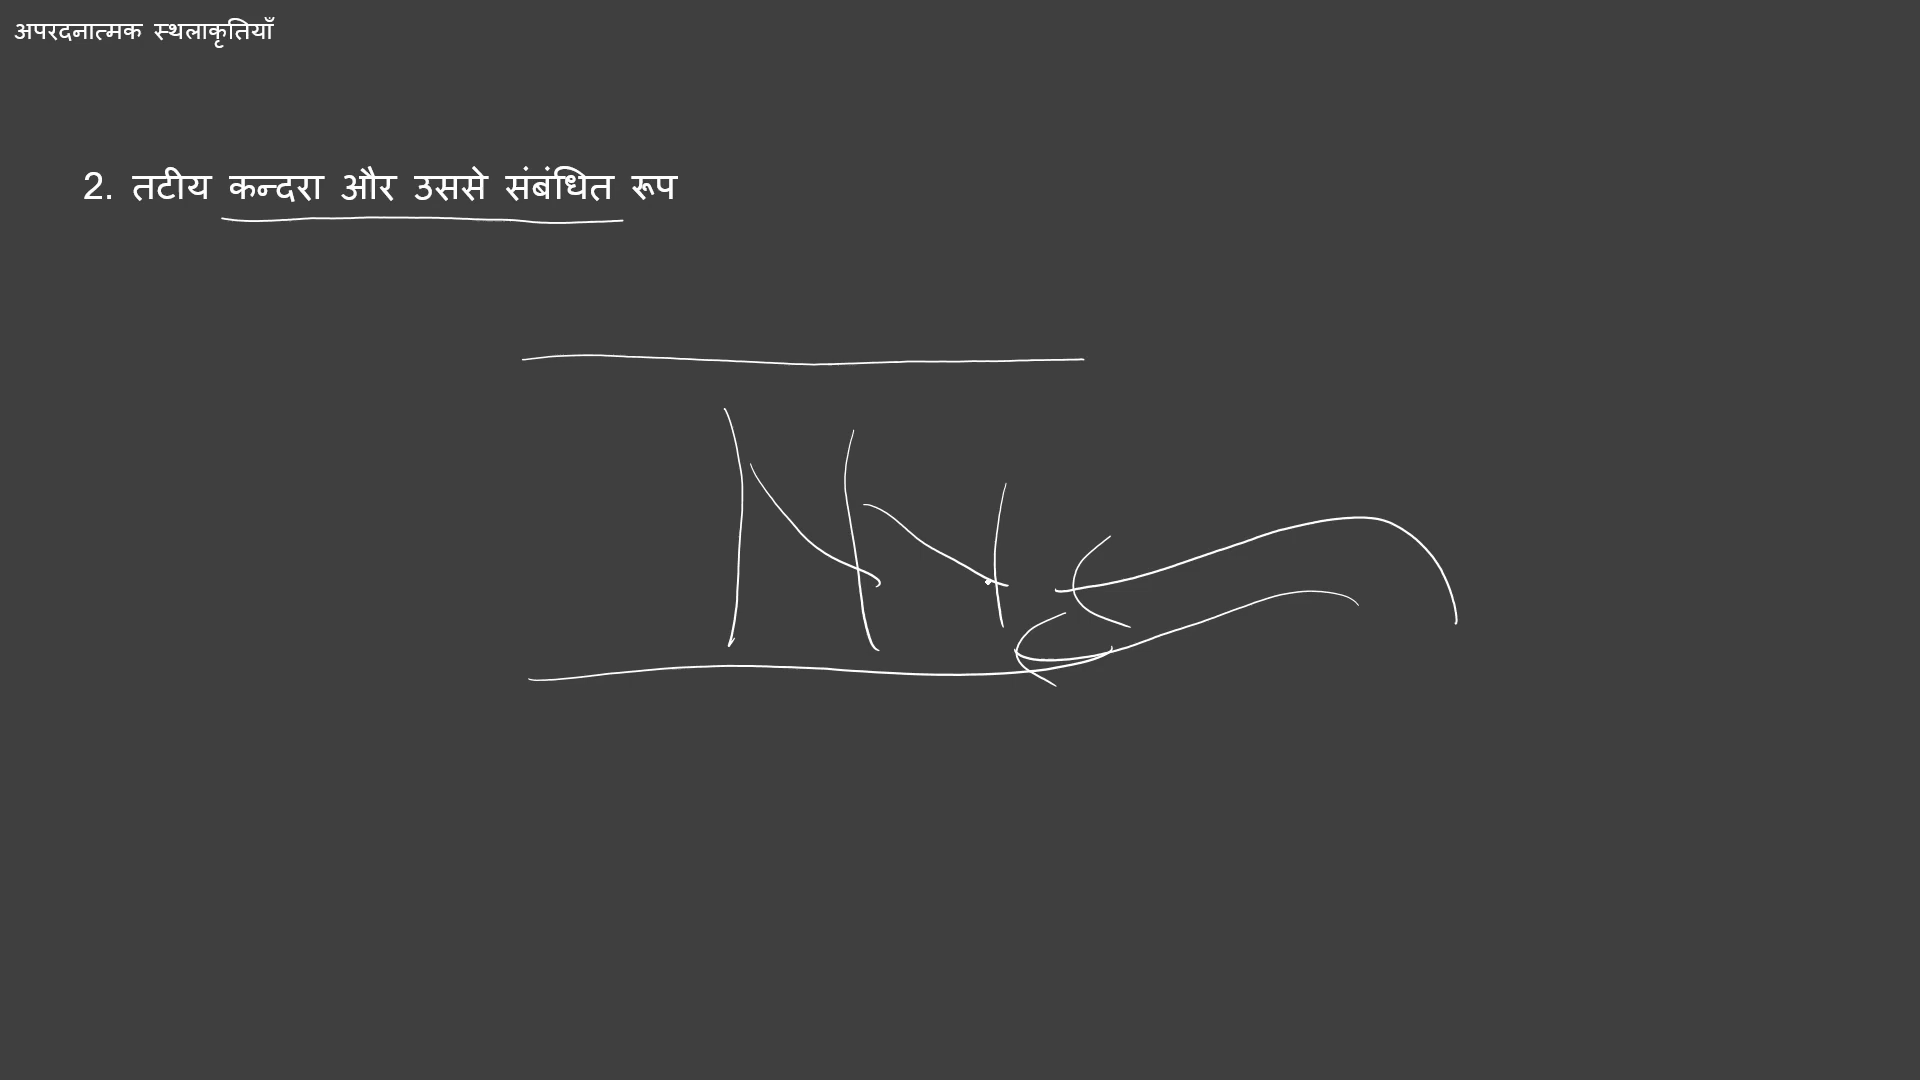 अपरदनात्मक स्थलाकृतियाँ
2. तटीय कन्दरा और उससे संबंधित रूप